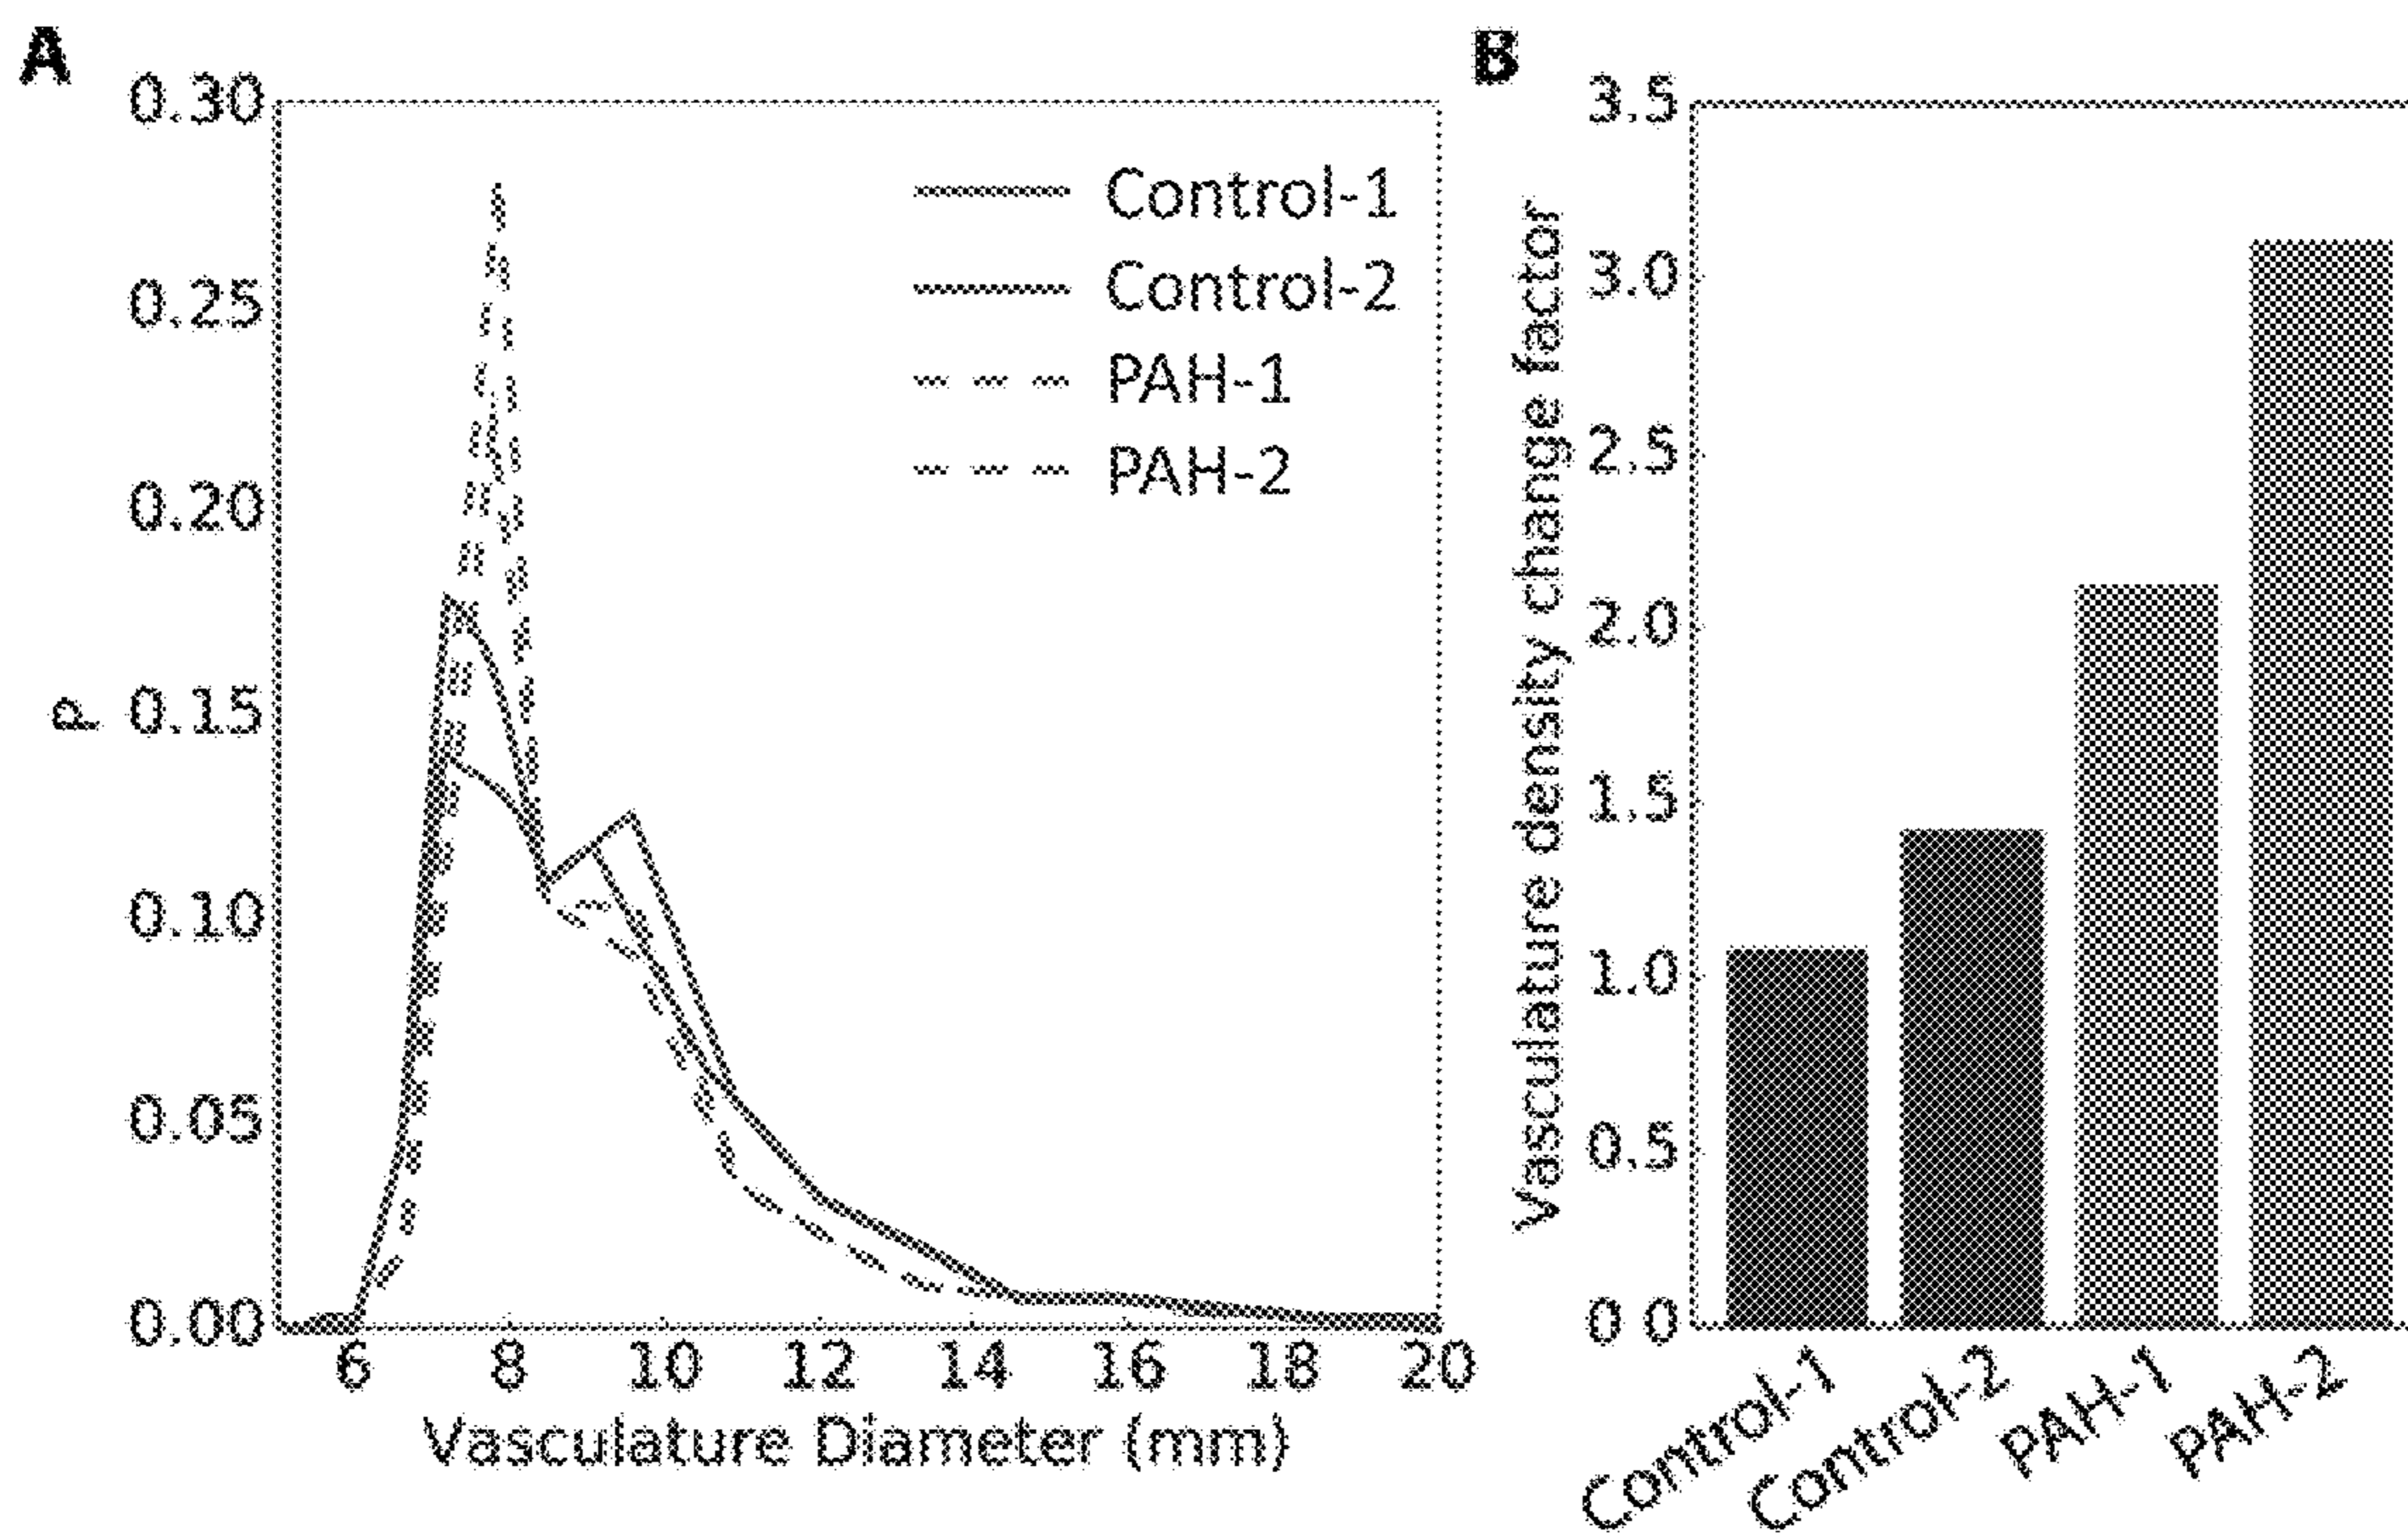 A
0.30
0.25
0.20
0.15
0.10
0.05
0.00
P
Control-1
Control-2
PAH-1
PAH-2
6 8 10 12 14 16 18 20
Vasculature Diameter (mm)
B
3.5
3.0
2.5
2.0
1.5
1.0
0.5
0 0
Vasculature density change factor
Control-1
Control-2
PAH-1
PAH-2